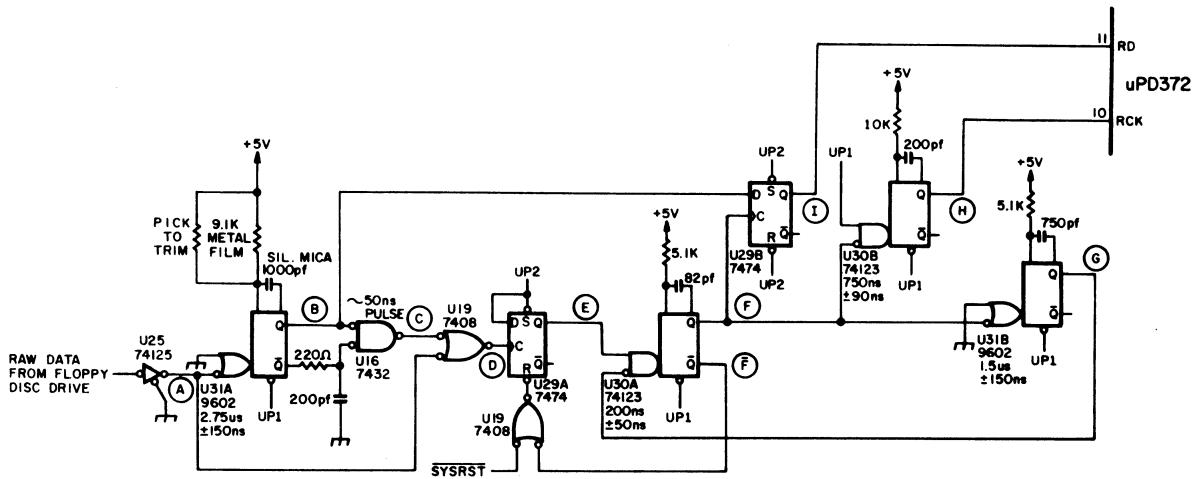 11
RD
uPD372
10
RCK
+5V
10K
200pf
UP1
H
+5V
5.1K
750pf
Q
G
UP2
D S Q
C
I
Q̅
R
U29B
7474
UP2
Q
Q̅
U30B
74123
750ns
±90ns
UP1
+5V
PICK
TO
TRIM
9.1K
METAL
FILM
SIL. MICA
1000pf
+5V
5.1K
82pf
UP2
~50ns
PULSE
U19
7408
B
C
D S Q
E
Q
F
Q
220Ω
U16
7432
C
D
Q̅
R
U29A
7474
Q̅
F̅
U30A
74123
200ns
±50ns
UP1
Q̅
U31B
9602
1.5us
±150ns
UP1
RAW DATA
FROM FLOPPY
DISC DRIVE
U25
74125
A
U31A
9602
2.75us
±150ns
Q̅
UP1
200pf
U19
7408
S̅Y̅S̅R̅S̅T̅